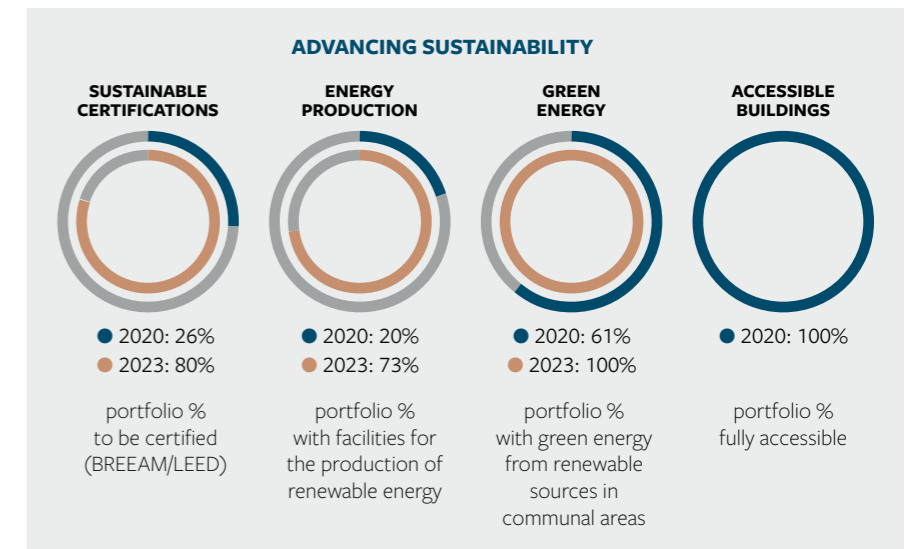 ADVANCING SUSTAINABILITY
SUSTAINABLE
CERTIFICATIONS
2020: 26%
2023: 80%
portfolio %
to be certified
(BREEAM/LEED)
ENERGY
PRODUCTION
2020: 20%
2023: 73%
portfolio %
with facilities for
the production of
renewable energy
GREEN
ENERGY
2020: 61%
2023: 100%
portfolio %
with green energy
from renewable
sources in
communal areas
ACCESSIBLE
BUILDINGS
2020: 100%
portfolio %
fully accessible